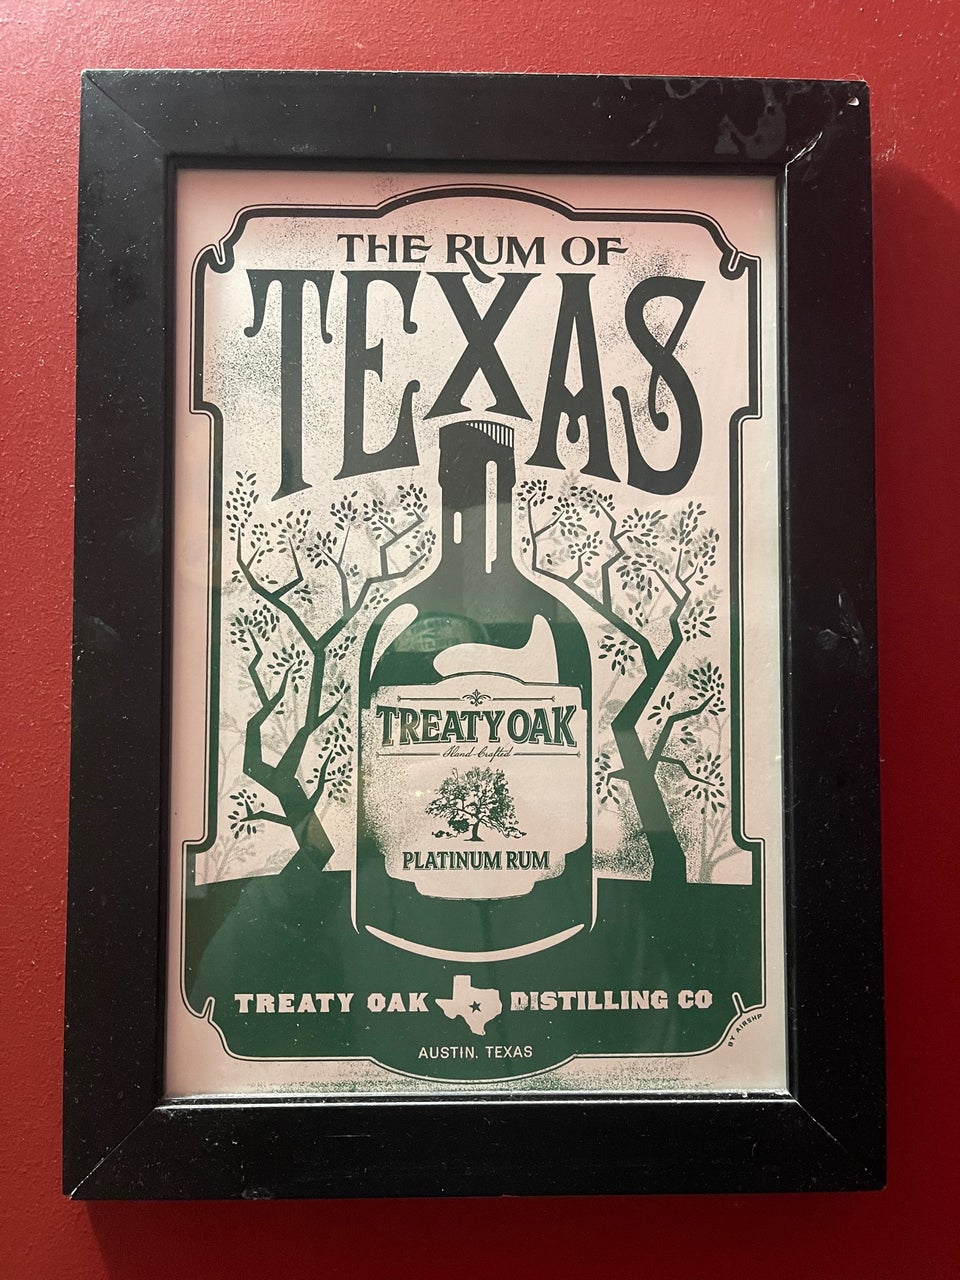 THE RUM OF
TEXAS
TREATY OAK
Hand-Crafted
PLATINUM RUM
TREATY OAK DISTILLING CO
AUSTIN, TEXAS
BY AIRSHP